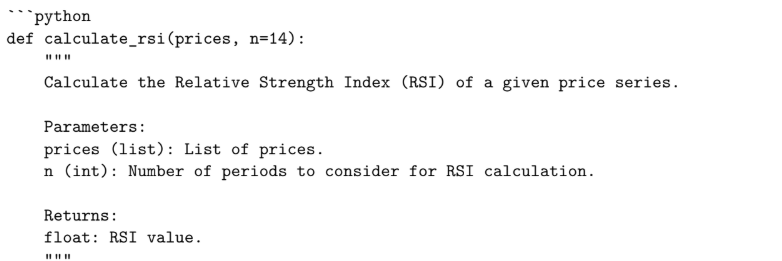 ```python
def calculate_rsi(prices, n=14):
    """
    Calculate the Relative Strength Index (RSI) of a given price series.

    Parameters:
    prices (list): List of prices.
    n (int): Number of periods to consider for RSI calculation.

    Returns:
    float: RSI value.
    """